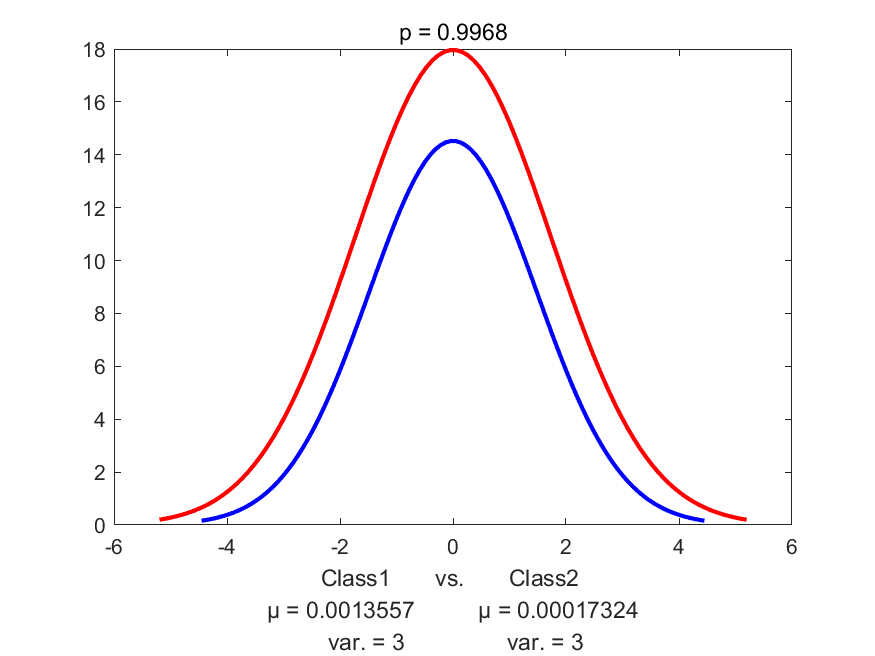 p = 0.9968
18
16
14
12
10
8
6
4
2
0
-6 -4 -2 0 2 4 6
Class1 vs. Class2
μ = 0.0013557 μ = 0.00017324
var. = 3 var. = 3